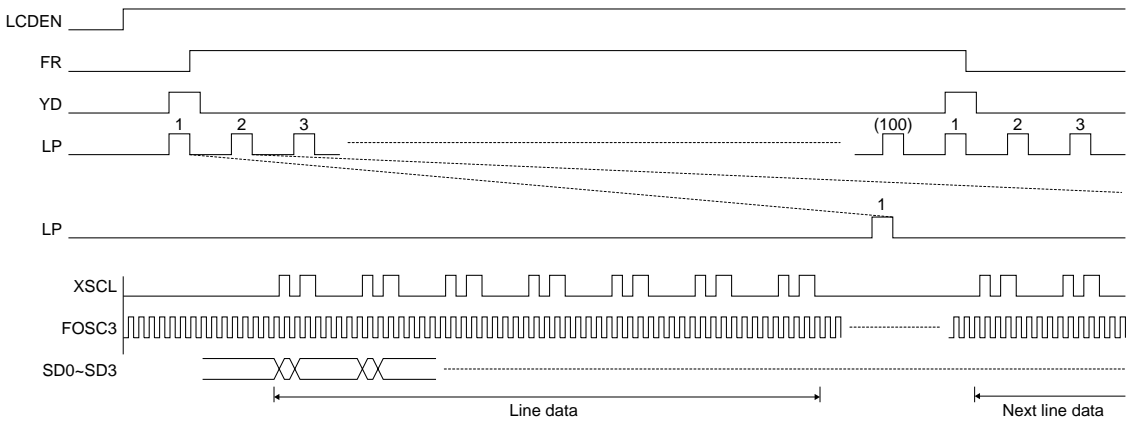 LCDEN
FR
YD
1 2 3 (100) 1 2 3
LP
1
LP
XSCL
FOSC3
SD0~SD3
Line data Next line data